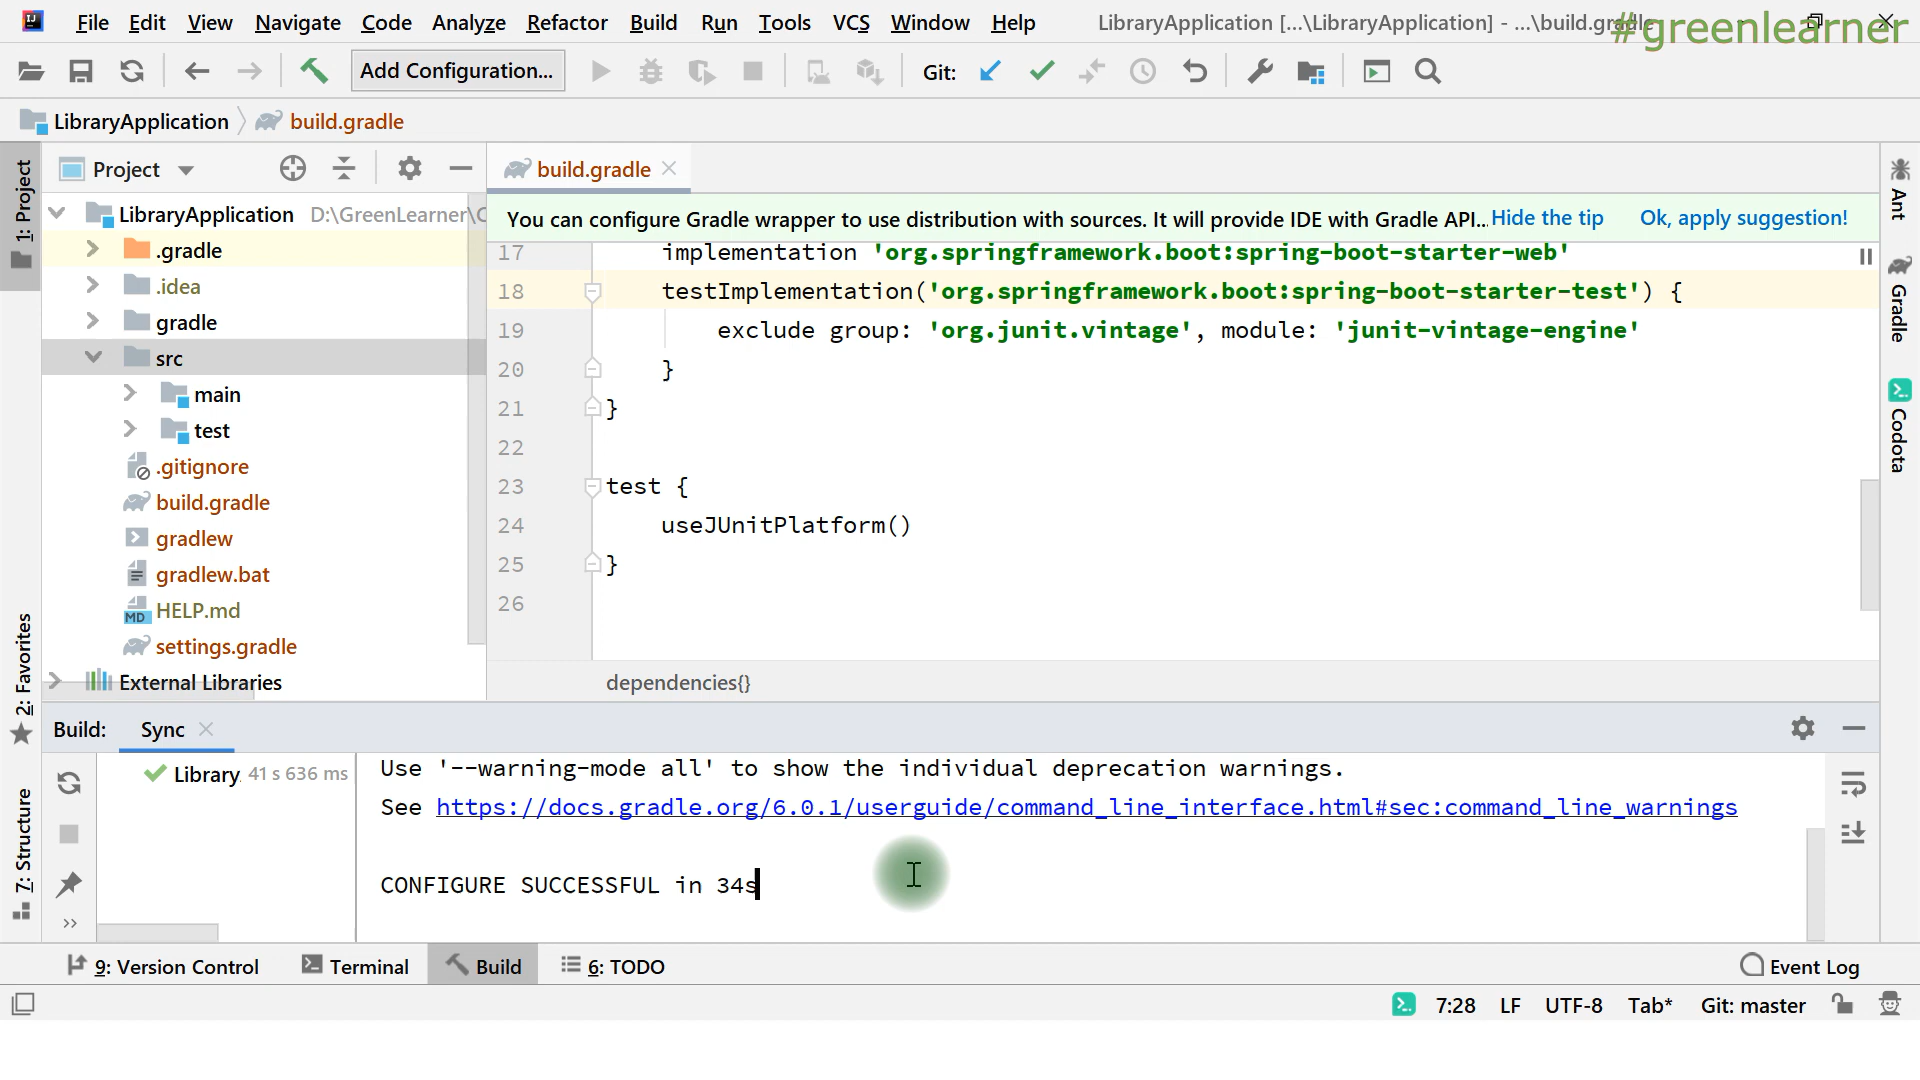 File Edit View Navigate Code Analyze Refactor Build Run Tools VCS Window Help LibraryApplication [...\LibraryApplication] - ...\build.gradle
#greenlearner
Add Configuration... Git:
LibraryApplication build.gradle
1: Project
Project
build.gradle
Ant
LibraryApplication D:\GreenLearner\
You can configure Gradle wrapper to use distribution with sources. It will provide IDE with Gradle API... Hide the tip Ok, apply suggestion!
.gradle
.idea
gradle
src
main
test
.gitignore
build.gradle
gradlew
gradlew.bat
HELP.md
settings.gradle
External Libraries
17 implementation 'org.springframework.boot:spring-boot-starter-web'
18 testImplementation('org.springframework.boot:spring-boot-starter-test') {
19 exclude group: 'org.junit.vintage', module: 'junit-vintage-engine'
20 }
21 }
22
23 test {
24 useJUnitPlatform()
25 }
26
dependencies{}
Gradle
Codota
2: Favorites
7: Structure
Build: Sync
Library 41 s 636 ms
Use '--warning-mode all' to show the individual deprecation warnings.
See https://docs.gradle.org/6.0.1/userguide/command_line_interface.html#sec:command_line_warnings
CONFIGURE SUCCESSFUL in 34s
9: Version Control Terminal Build 6: TODO Event Log
7:28 LF UTF-8 Tab* Git: master